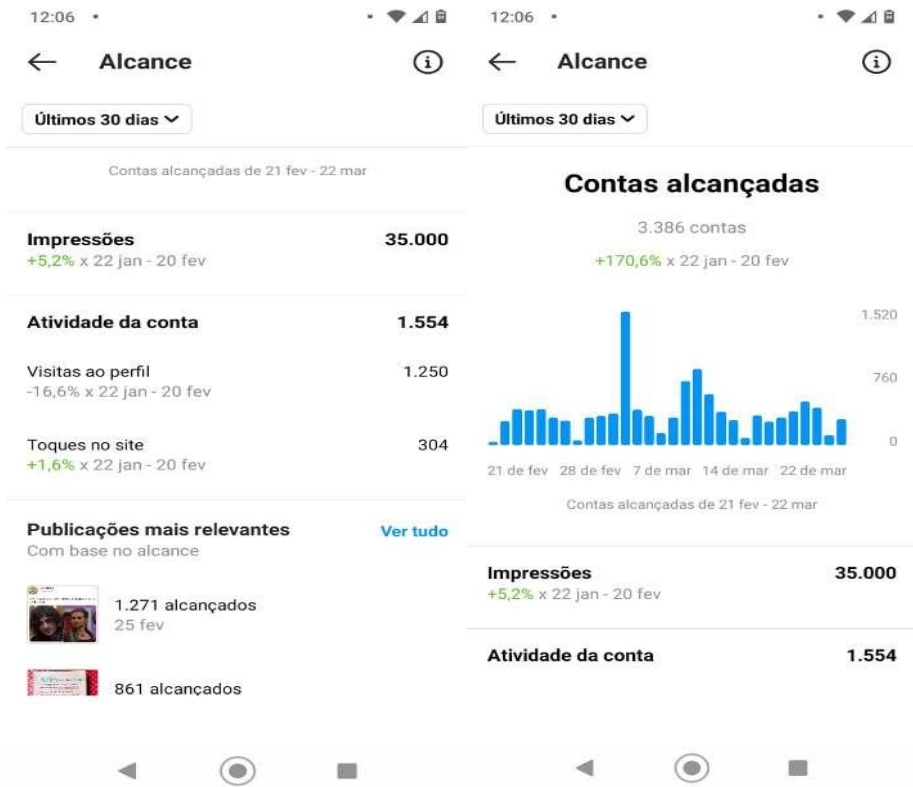 12:06
Alcance
Últimos 30 dias
Contas alcançadas de 21 fev - 22 mar
Impressões
35.000
+5,2% x 22 jan - 20 fev
Atividade da conta
1.554
Visitas ao perfil
1.250
-16,6% x 22 jan - 20 fev
Toques no site
304
+1,6% x 22 jan - 20 fev
Publicações mais relevantes
Ver tudo
Com base no alcance
1.271 alcançados
25 fev
861 alcançados
12:06
Alcance
Últimos 30 dias
Contas alcançadas
3.386 contas
+170,6% x 22 jan - 20 fev
1.520
760
0
21 de fev 28 de fev 7 de mar 14 de mar 22 de mar
Contas alcançadas de 21 fev - 22 mar
Impressões
35.000
+5,2% x 22 jan - 20 fev
Atividade da conta
1.554